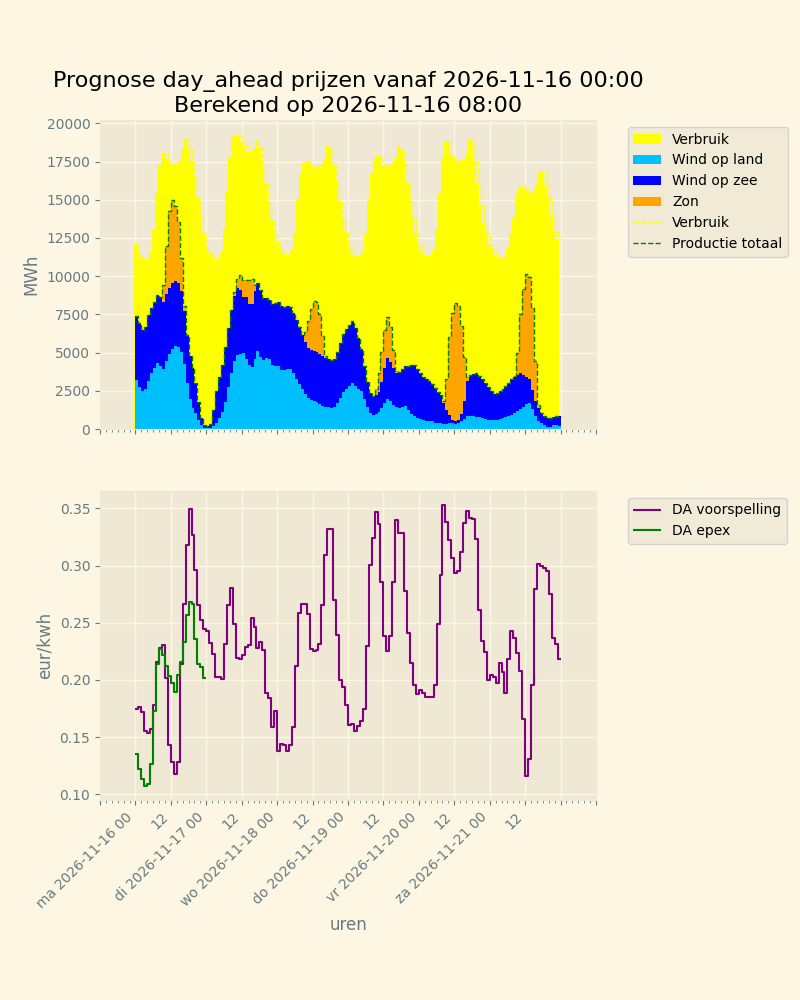 Prognose day_ahead prijzen vanaf 2026-11-16 00:00
Berekend op 2026-11-16 08:00
20000
17500
15000
12500
10000
7500
5000
2500
0
MWh
Verbruik
Wind op land
Wind op zee
Zon
Verbruik
Productie totaal
0.35
0.30
0.25
0.20
0.15
0.10
eur/kwh
DA voorspelling
DA epex
ma 2026-11-16 00
12
di 2026-11-17 00
12
wo 2026-11-18 00
12
do 2026-11-19 00
12
vr 2026-11-20 00
12
za 2026-11-21 00
12
uren